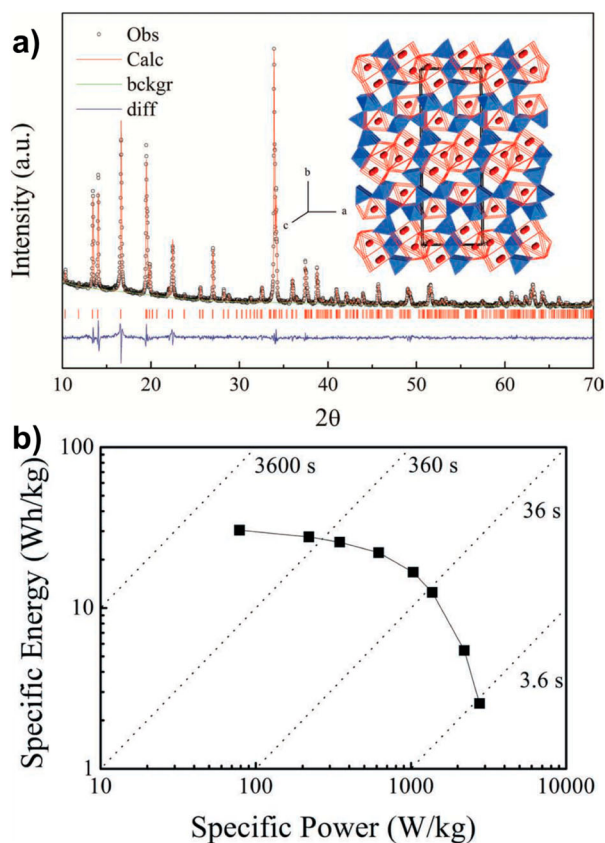 a)
Obs
Calc
bckgr
diff
b
c
a
Intensity (a.u.)
10 20 30 40 50 60 70
2θ
b)
100
10
1
3600 s
360 s
36 s
3.6 s
Specific Energy (Wh/kg)
10 100 1000 10000
Specific Power (W/kg)